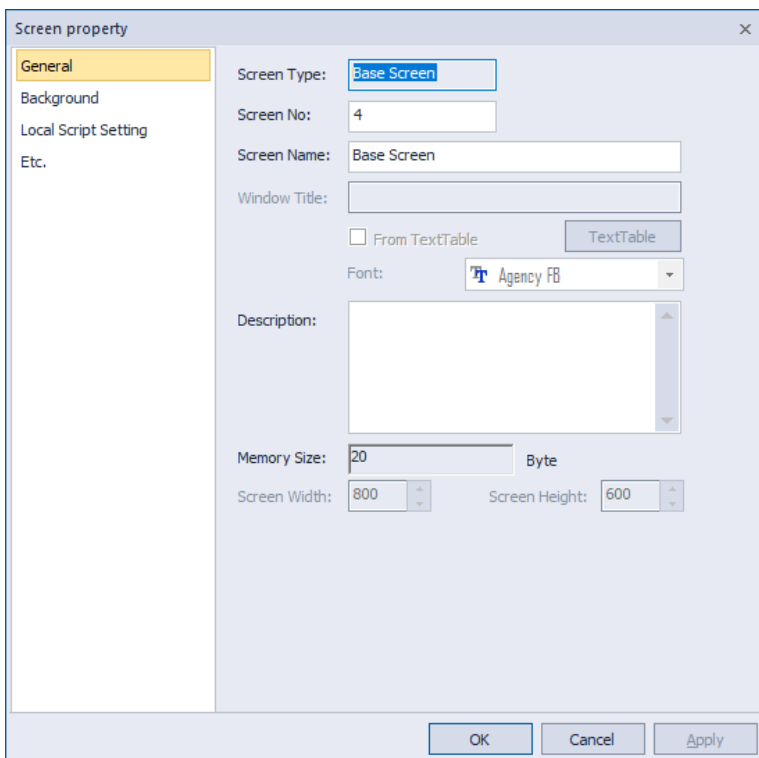 Screen property
General
Background
Local Script Setting
Etc.
Screen Type: Base Screen
Screen No: 4
Screen Name: Base Screen
Window Title:
From TextTable TextTable
Font: Agency FB
Description:
Memory Size: 20 Byte
Screen Width: 800 Screen Height: 600
OK Cancel Apply